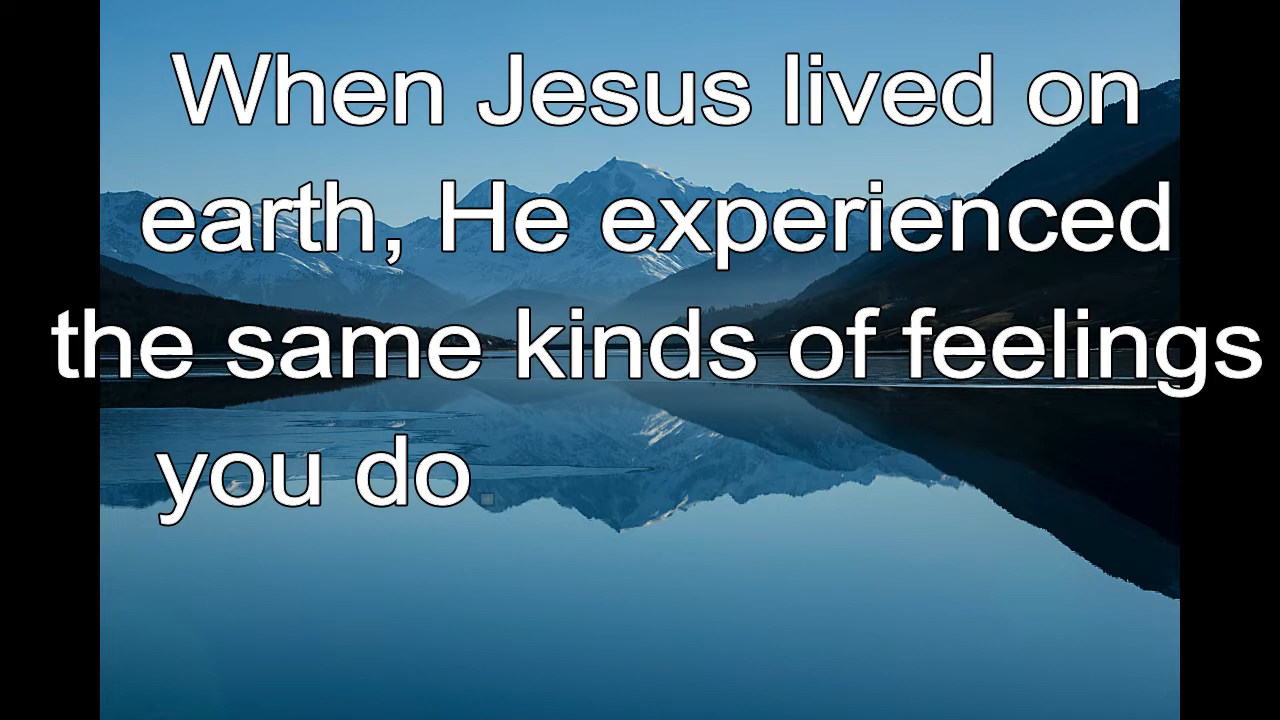 When Jesus lived on
earth, He experienced
the same kinds of feelings
you do.